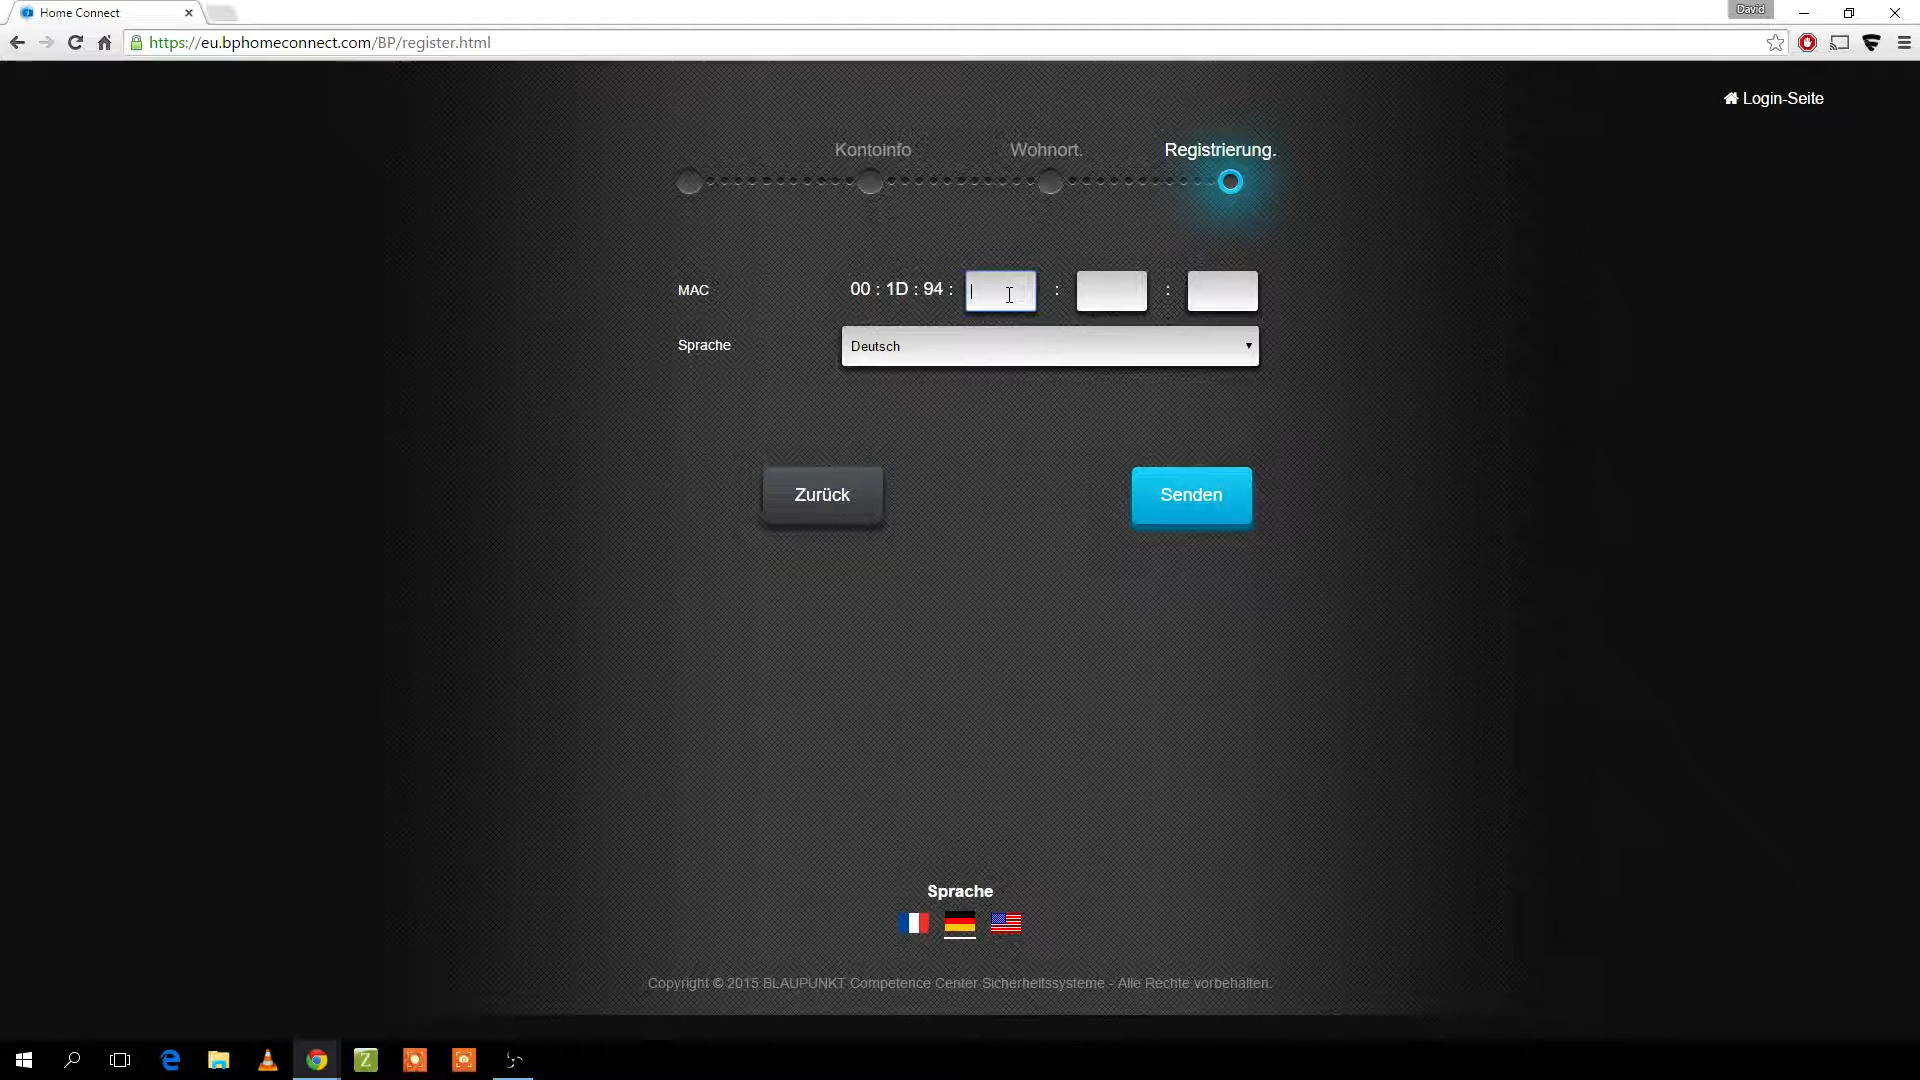 Home Connect
David
https://eu.bphomeconnect.com/BP/register.html
Login-Seite
Kontoinfo
Wohnort.
Registrierung.
MAC 00 : 1D : 94 : : :
Sprache Deutsch
Zurück
Senden
Sprache
Copyright © 2015 BLAUPUNKT Competence Center Sicherheitssysteme - Alle Rechte vorbehalten.
Z